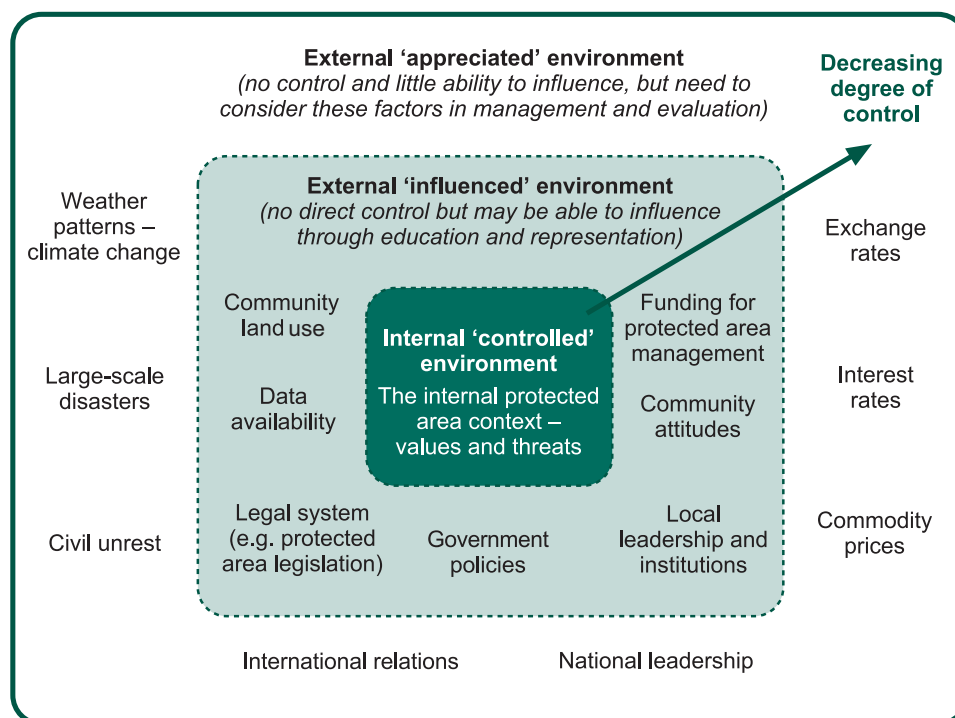 External ‘appreciated’ environment
(no control and little ability to influence, but need to
consider these factors in management and evaluation)
Decreasing
degree of
control
External ‘influenced’ environment
(no direct control but may be able to influence
through education and representation)
Weather
patterns –
climate change
Exchange
rates
Community
land use
Funding for
protected area
management
Internal ‘controlled’
environment
The internal protected
area context –
values and threats
Large-scale
disasters
Data
availability
Community
attitudes
Interest
rates
Civil unrest
Legal system
(e.g. protected
area legislation)
Government
policies
Local
leadership and
institutions
Commodity
prices
International relations
National leadership